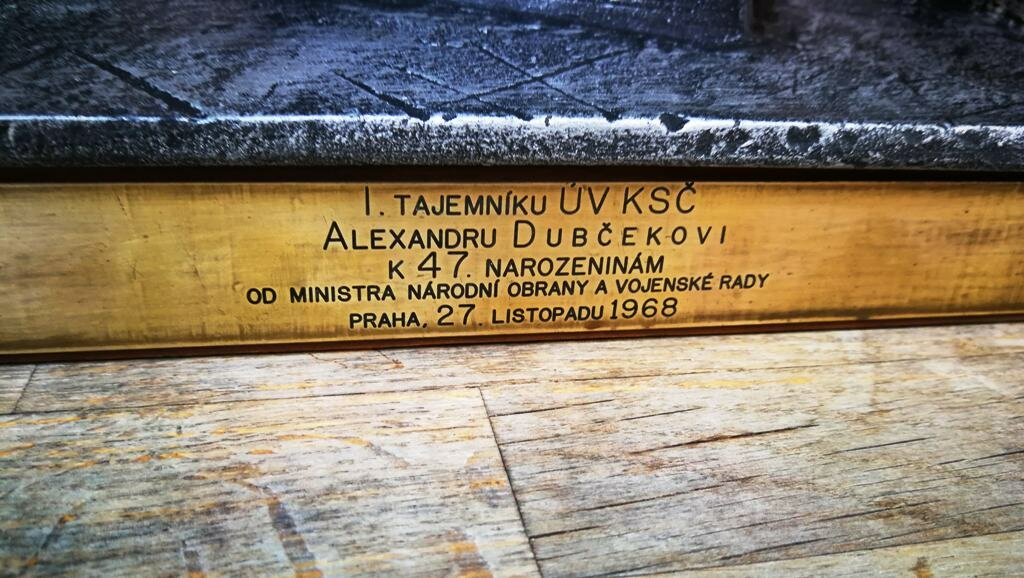 I. TAJEMNÍKU ÚV KSČ
ALEXANDRU DUBČEKOVI
K 47. NAROZENINÁM
OD MINISTRA NÁRODNÍ OBRANY A VOJENSKÉ RADY
PRAHA, 27. LISTOPADU 1968